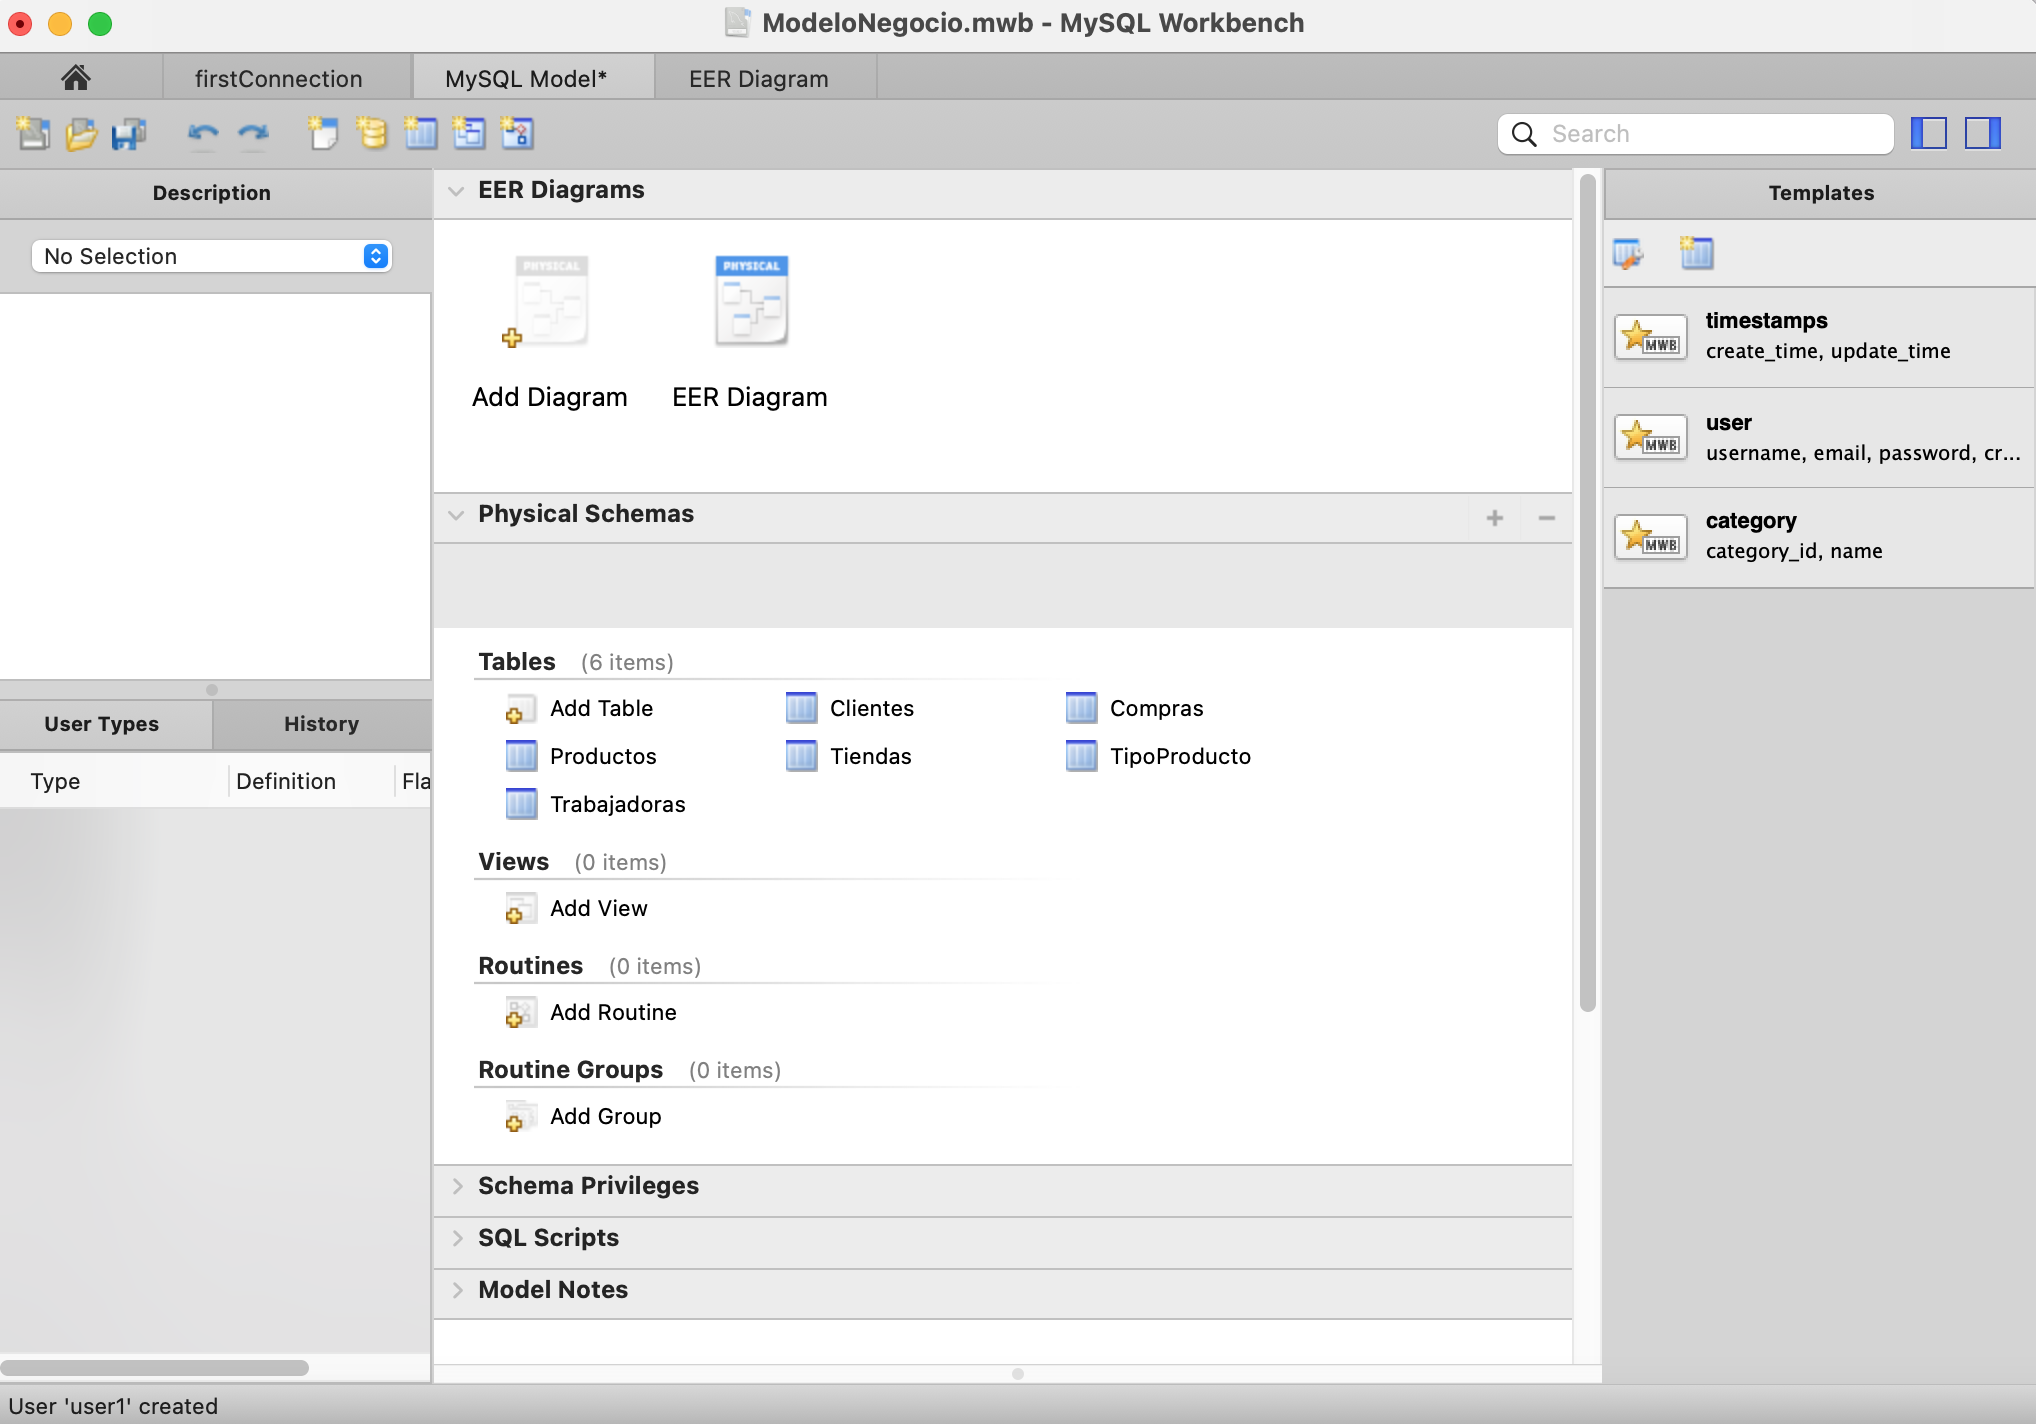 ModeloNegocio.mwb - MySQL Workbench
firstConnection
MySQL Model*
EER Diagram
Search
Description
No Selection
User Types
History
Type
Definition
Fla
EER Diagrams
PHYSICAL
PHYSICAL
Add Diagram
EER Diagram
Physical Schemas
Tables (6 items)
Add Table
Clientes
Compras
Productos
Tiendas
TipoProducto
Trabajadoras
Views (0 items)
Add View
Routines (0 items)
Add Routine
Routine Groups (0 items)
Add Group
Schema Privileges
SQL Scripts
Model Notes
Templates
MWB
timestamps
create_time, update_time
MWB
user
username, email, password, cr...
MWB
category
category_id, name
User 'user1' created